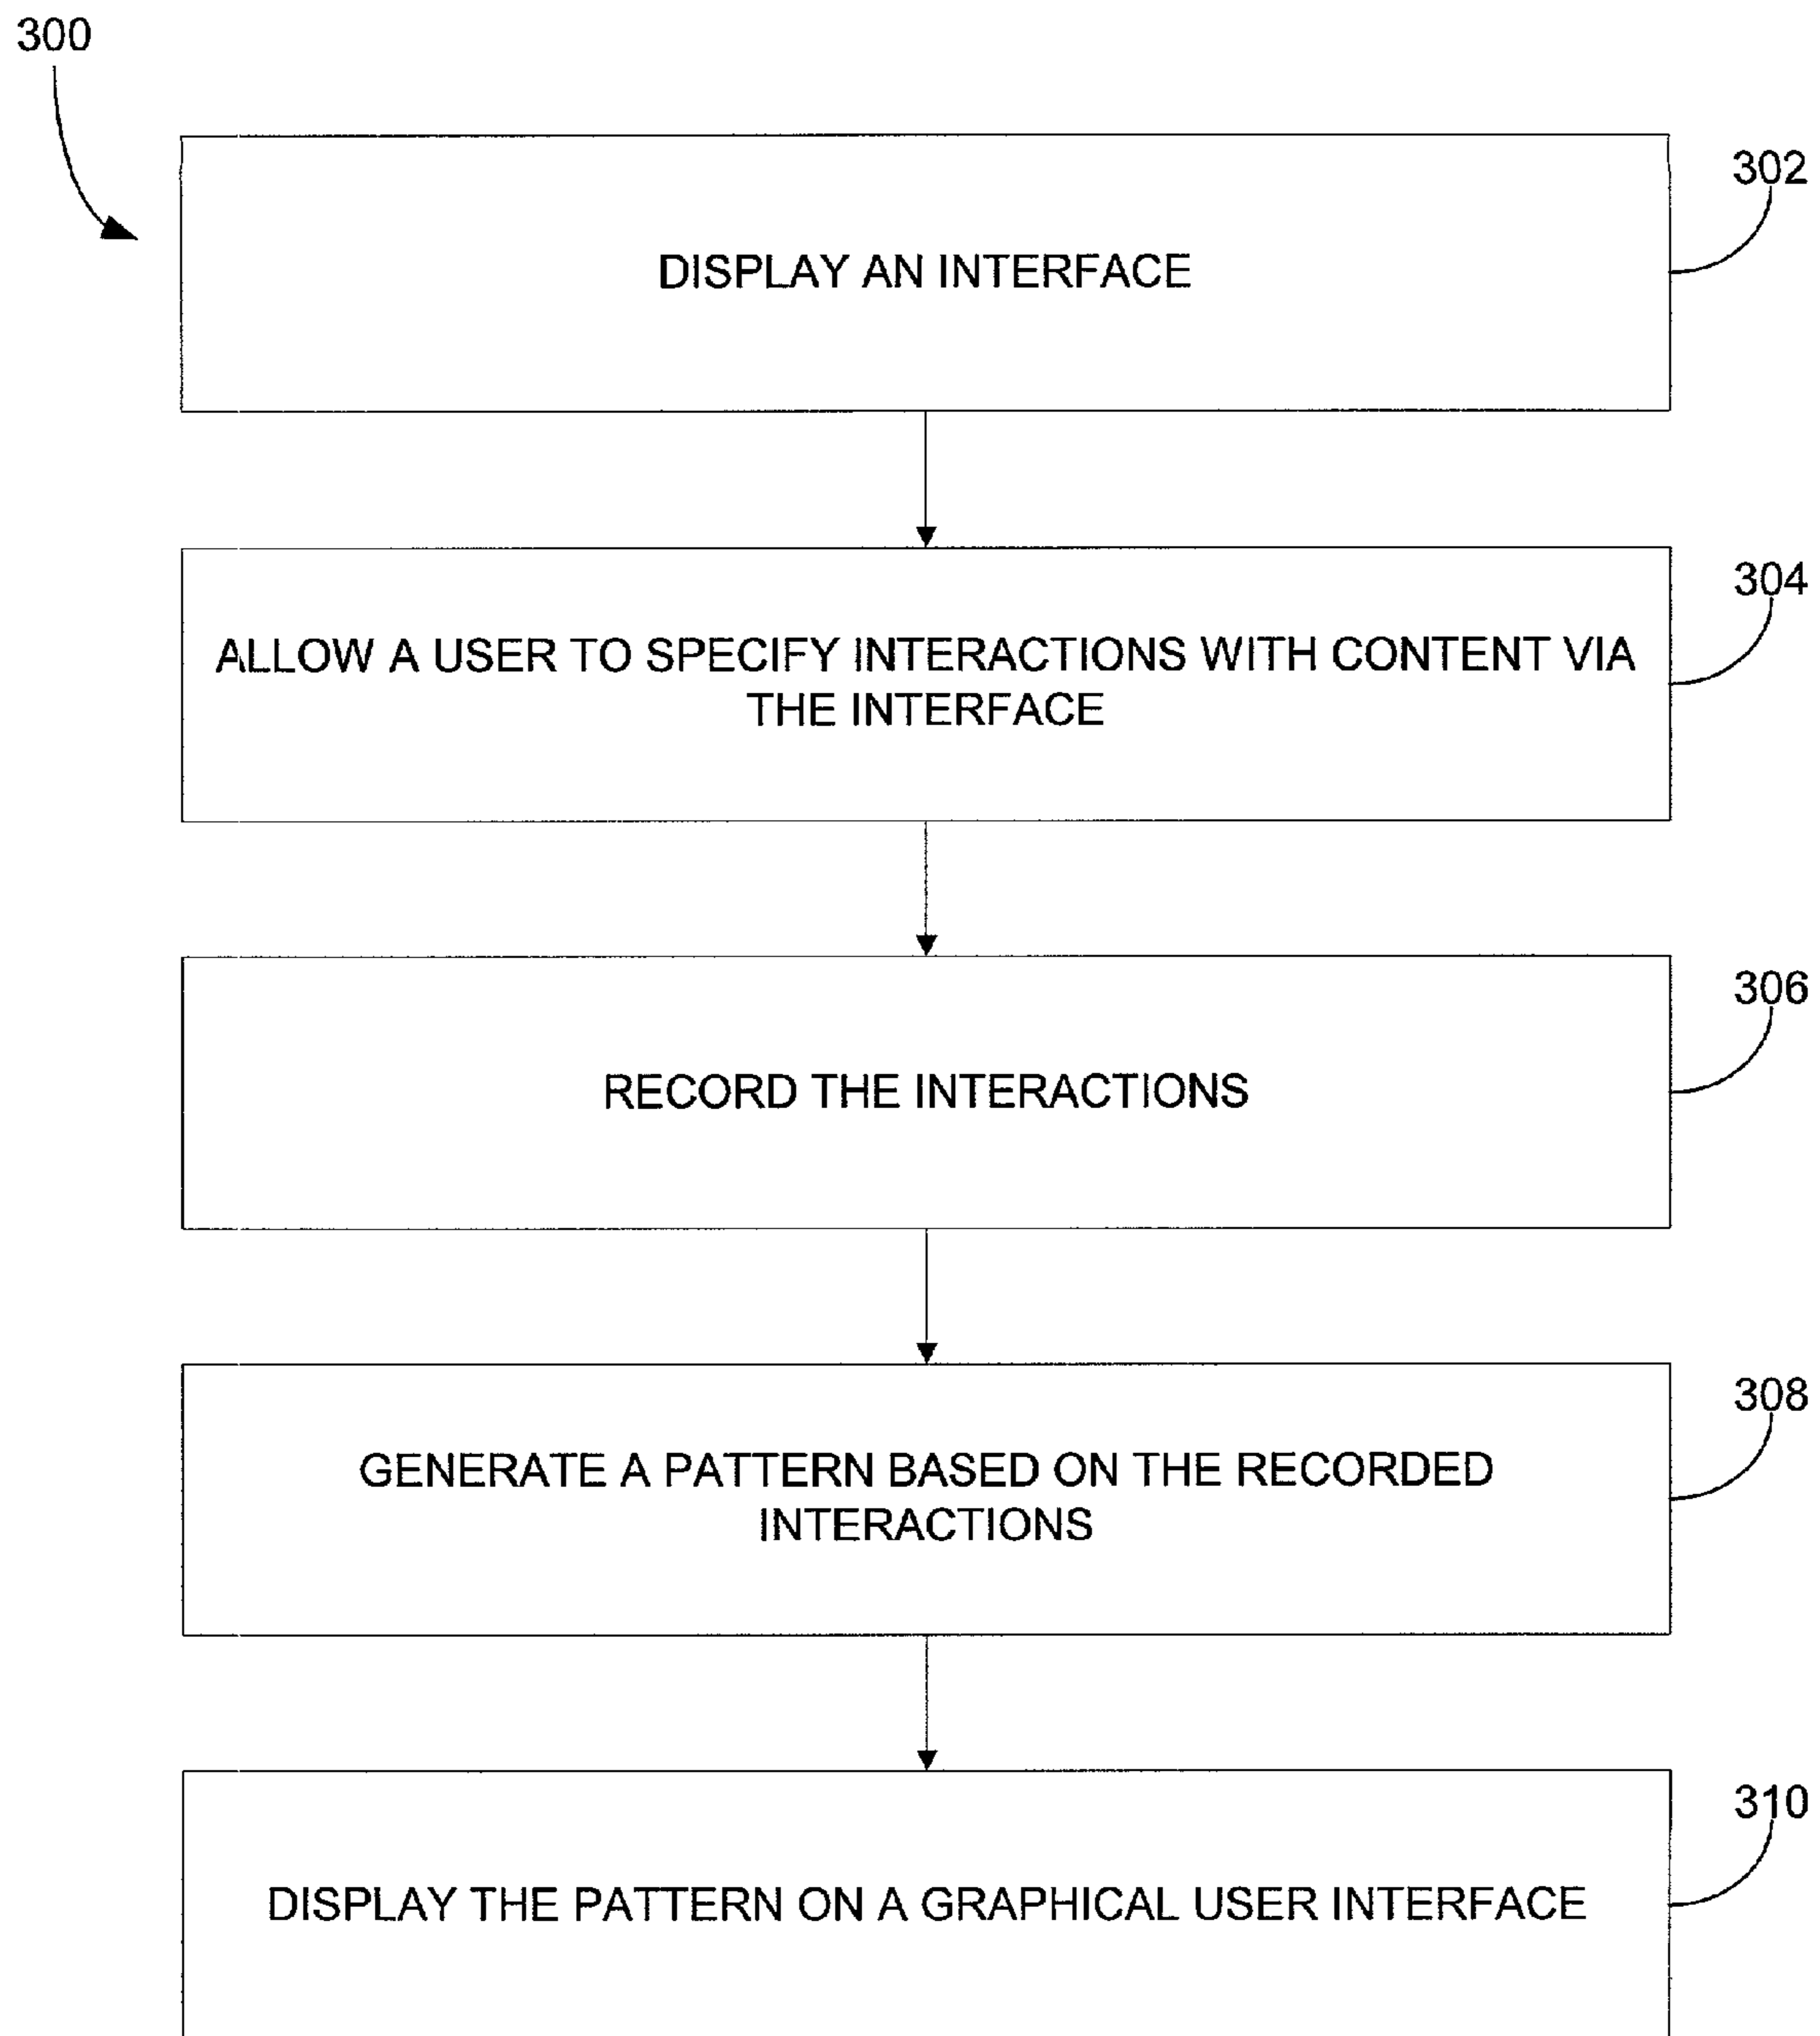 300
302
DISPLAY AN INTERFACE
304
ALLOW A USER TO SPECIFY INTERACTIONS WITH CONTENT VIA
THE INTERFACE
306
RECORD THE INTERACTIONS
308
GENERATE A PATTERN BASED ON THE RECORDED
INTERACTIONS
310
DISPLAY THE PATTERN ON A GRAPHICAL USER INTERFACE